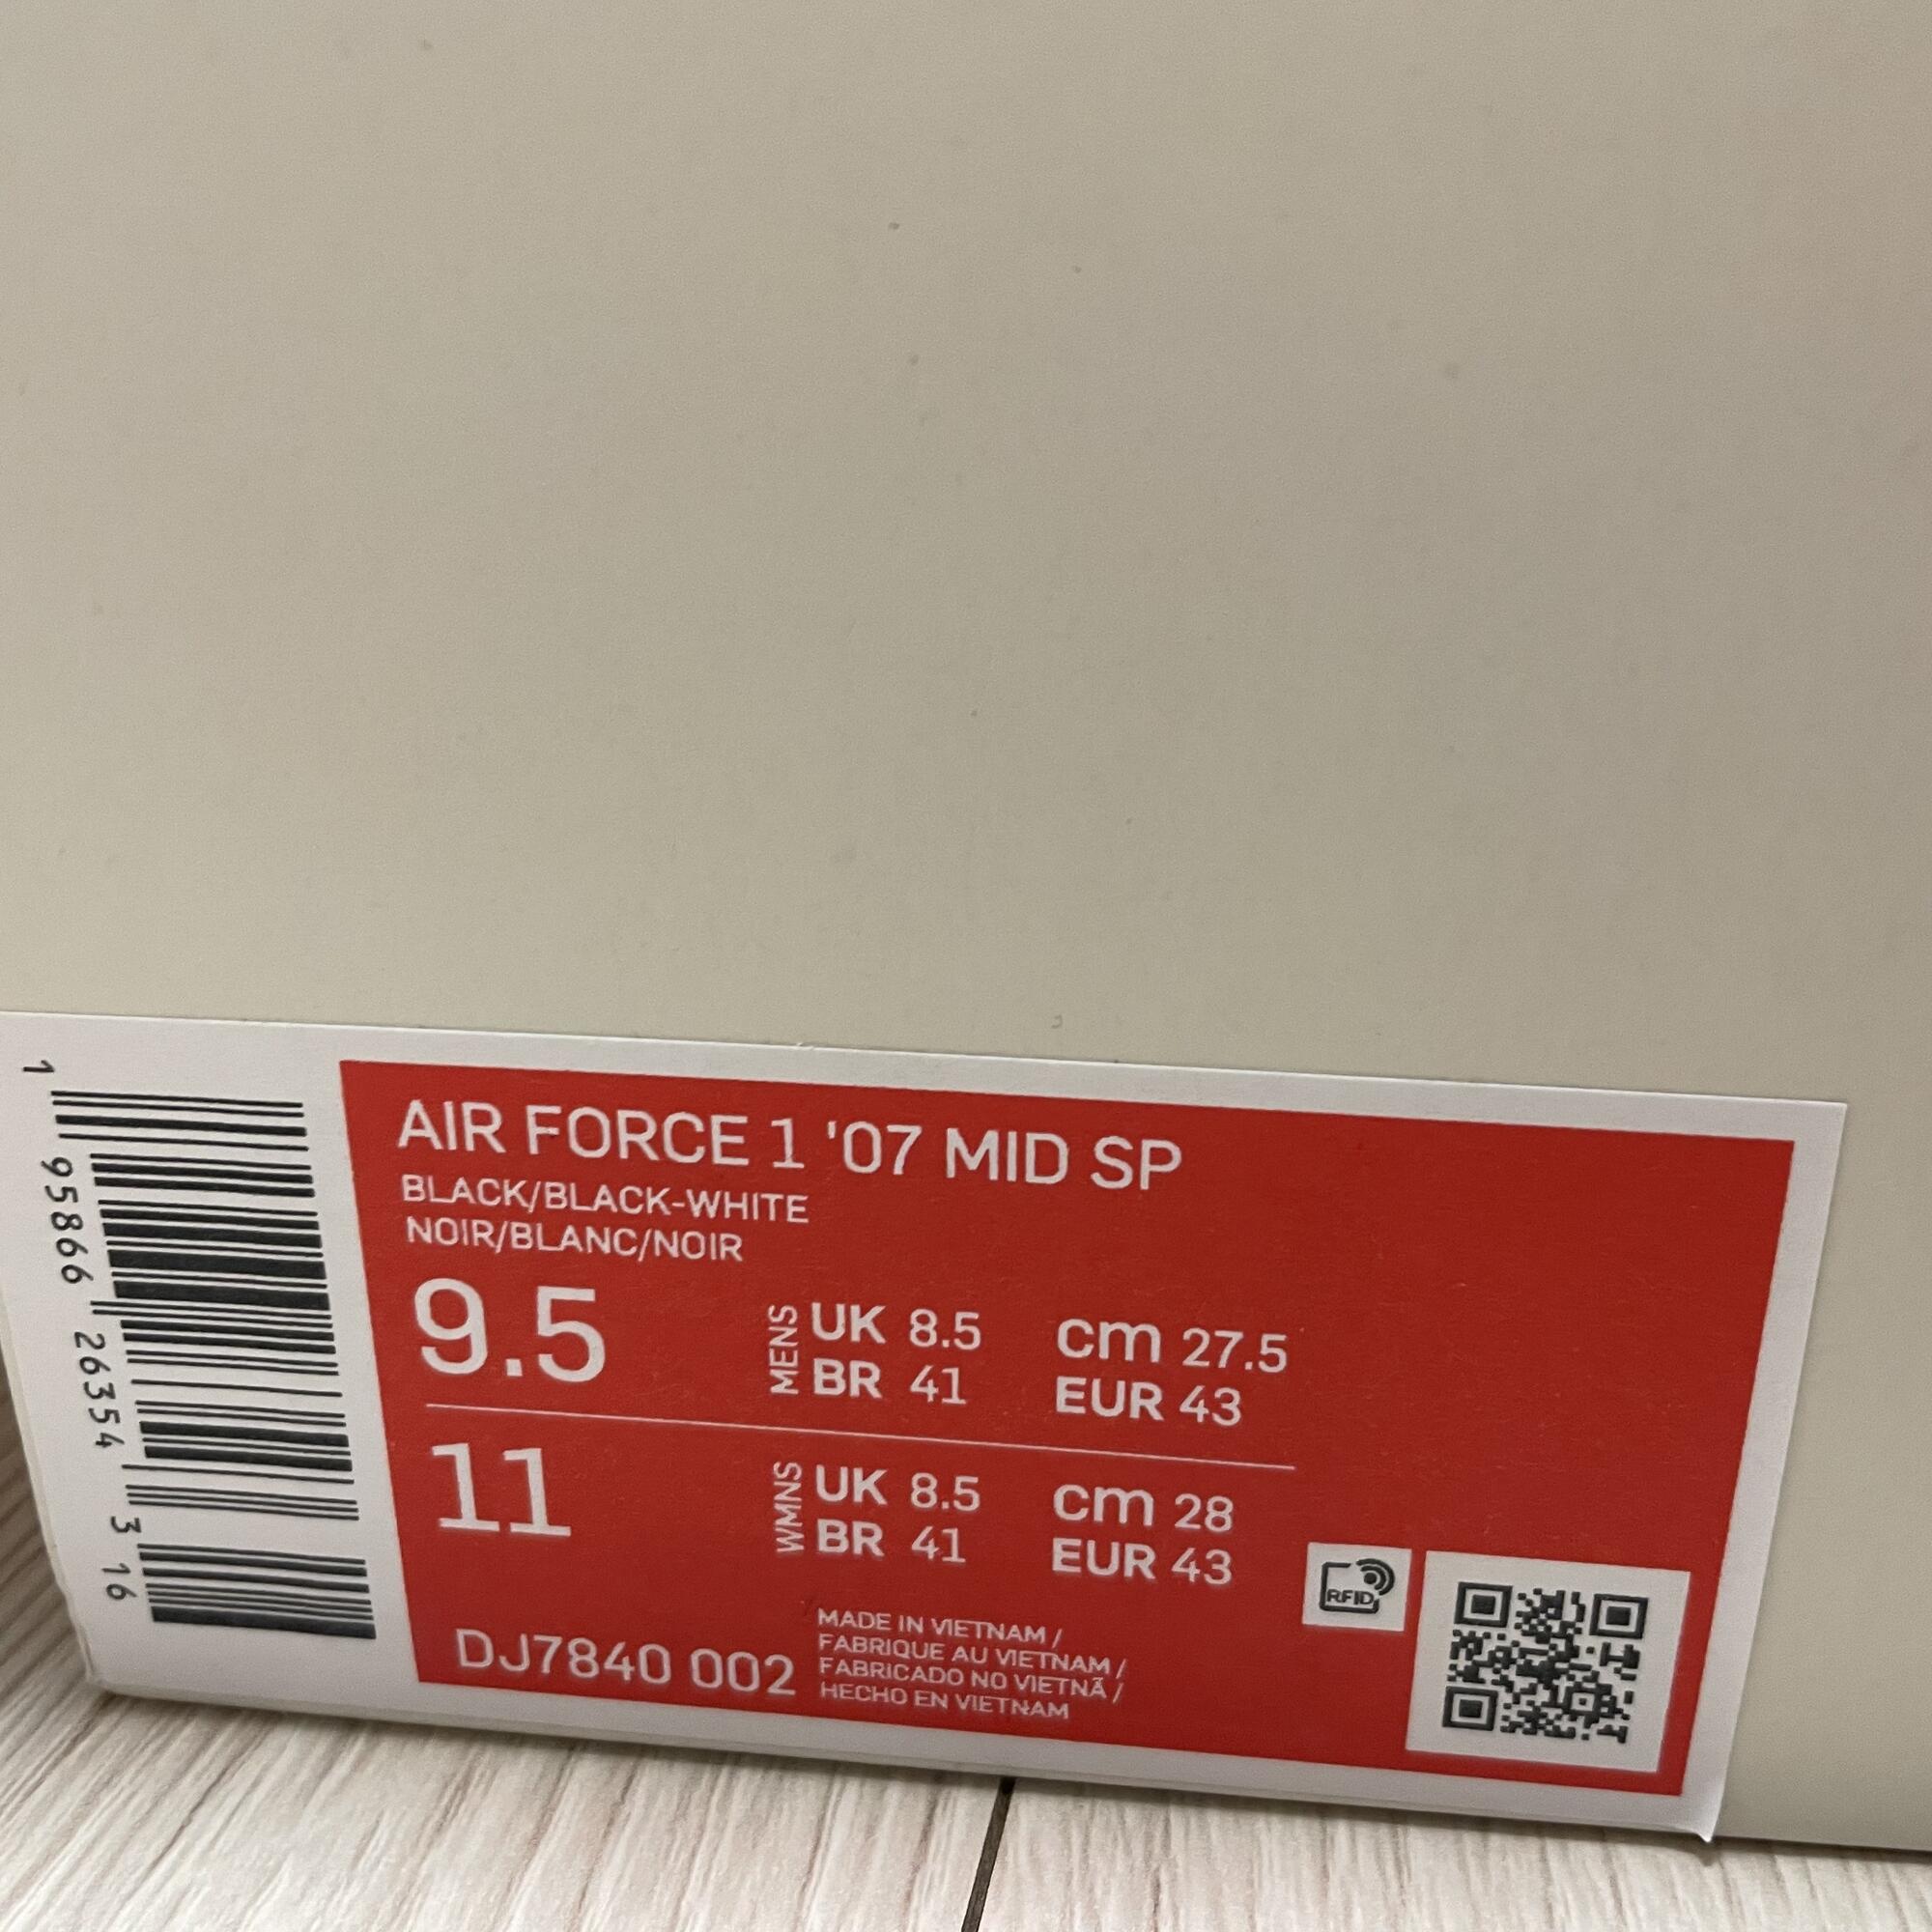 AIR FORCE 1 '07 MID SP
BLACK/BLACK-WHITE
NOIR/BLANC/NOIR
9.5 MENS UK 8.5 cm 27.5
BR 41 EUR 43
11 WMNS UK 8.5 cm 28
BR 41 EUR 43
DJ7840 002
MADE IN VIETNAM /
FABRIQUE AU VIETNAM /
FABRICADO NO VIETNÃ /
HECHO EN VIETNAM
RFID
1 95866 26354 3 16